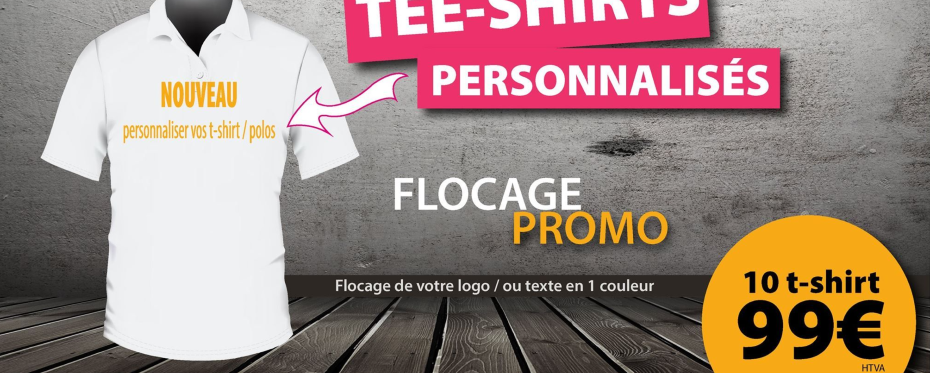 TEE-SHIRTS
PERSONNALISÉS
NOUVEAU
personnaliser vos t-shirt / polos
FLOCAGE
PROMO
Flocage de votre logo / ou texte en 1 couleur
10 t-shirt
99€
HTVA